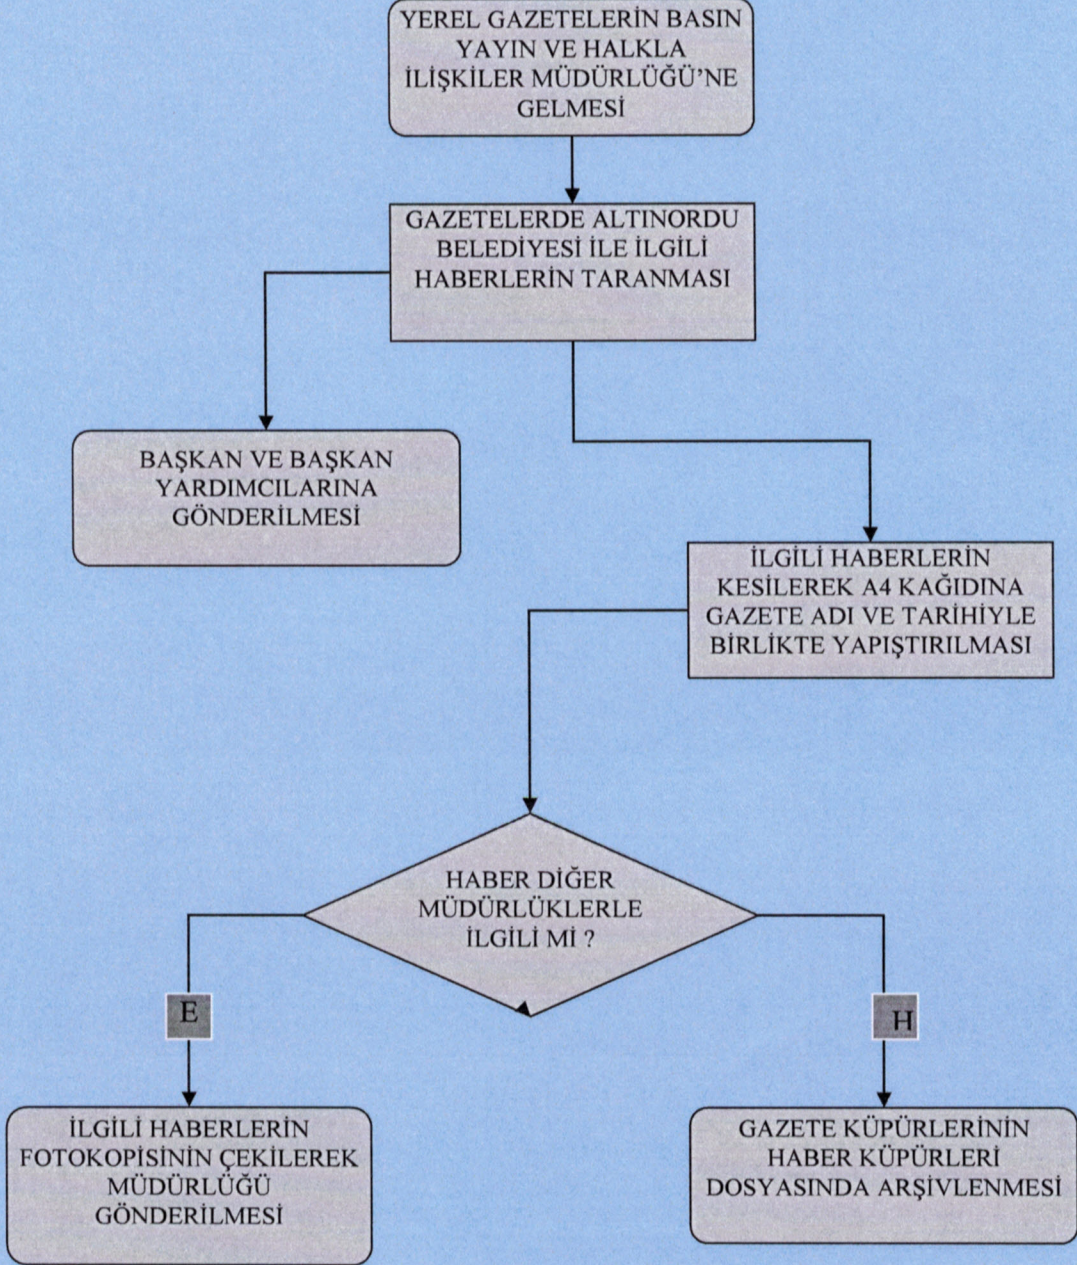 YEREL GAZETELERİN BASIN
YAYIN VE HALKLA
İLİŞKİLER MÜDÜRLÜĞÜ'NE
GELMESİ
GAZETELERDE ALTINORDU
BELEDİYESİ İLE İLGİLİ
HABERLERİN TARANMASI
BAŞKAN VE BAŞKAN
YARDIMCILARINA
GÖNDERİLMESİ
İLGİLİ HABERLERİN
KESİLEREK A4 KAĞIDINA
GAZETE ADI VE TARİHİYLE
BİRLİKTE YAPIŞTIRILMASI
HABER DİĞER
MÜDÜRLÜKLERLE
İLGİLİ Mİ ?
E
H
İLGİLİ HABERLERİN
FOTOKOPİSİNİN ÇEKİLEREK
MÜDÜRLÜĞÜ
GÖNDERİLMESİ
GAZETE KÜPÜRLERİNİN
HABER KÜPÜRLERİ
DOSYASINDA ARŞİVLENMESİ